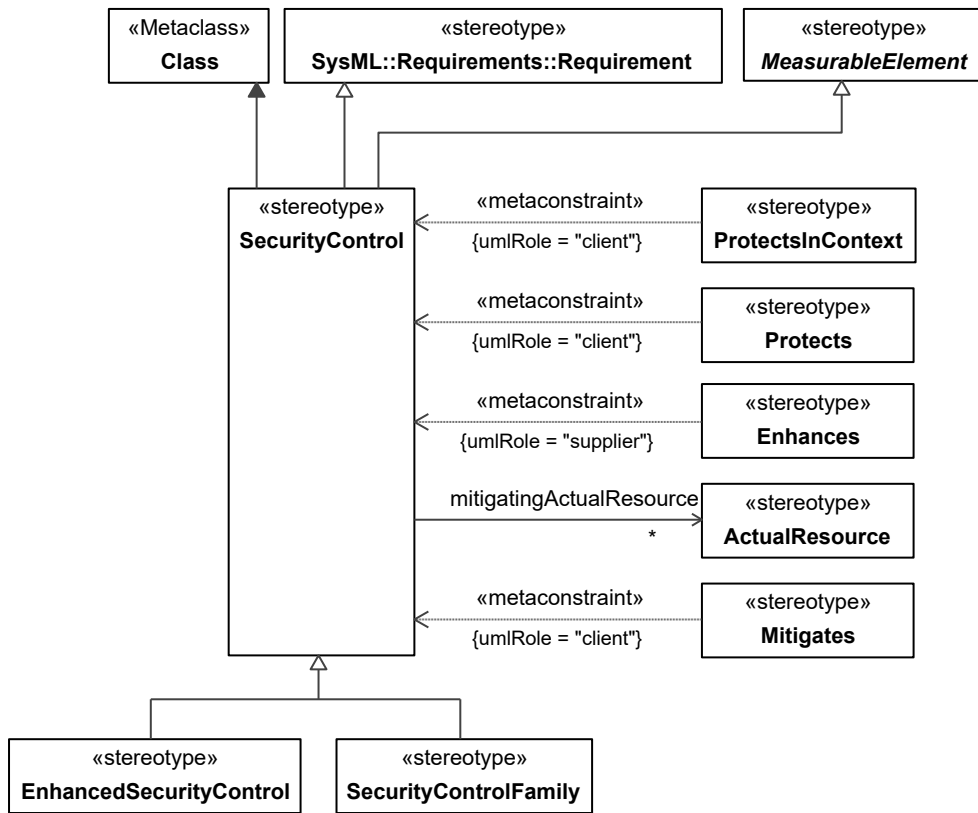 «Metaclass»
Class
«stereotype»
SysML::Requirements::Requirement
«stereotype»
MeasurableElement
«stereotype»
SecurityControl
«metaconstraint»
{umlRole = "client"}
«stereotype»
ProtectsInContext
«metaconstraint»
{umlRole = "client"}
«stereotype»
Protects
«metaconstraint»
{umlRole = "supplier"}
«stereotype»
Enhances
mitigatingActualResource
*
«stereotype»
ActualResource
«metaconstraint»
{umlRole = "client"}
«stereotype»
Mitigates
«stereotype»
EnhancedSecurityControl
«stereotype»
SecurityControlFamily